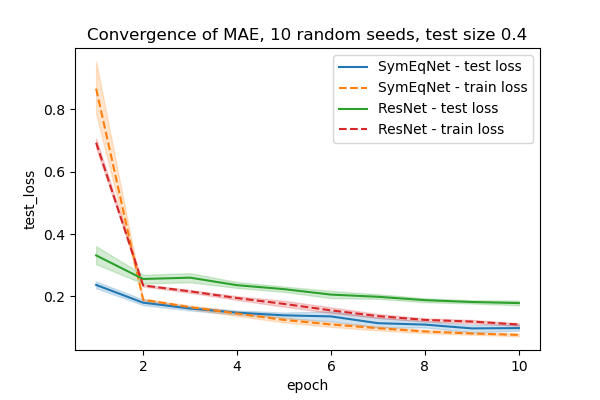 Convergence of MAE, 10 random seeds, test size 0.4
SymEqNet - test loss
SymEqNet - train loss
ResNet - test loss
ResNet - train loss
test_loss
0.8
0.6
0.4
0.2
2 4 6 8 10
epoch